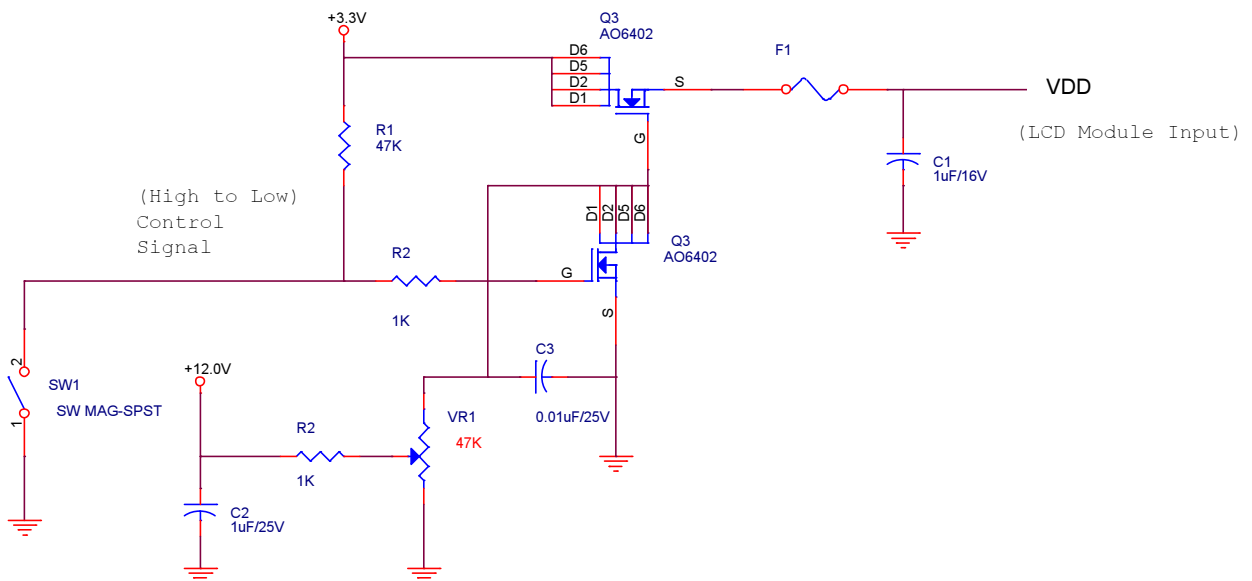 +3.3V
Q3
AO6402
D6
D5
D2
D1
S
G
F1
VDD
(LCD Module Input)
R1
47K
C1
1uF/16V
(High to Low)
Control
Signal
D1
D2
D5
D6
Q3
AO6402
R2
1K
G
S
2
1
SW1
SW MAG-SPST
+12.0V
C3
0.01uF/25V
R2
1K
VR1
47K
C2
1uF/25V